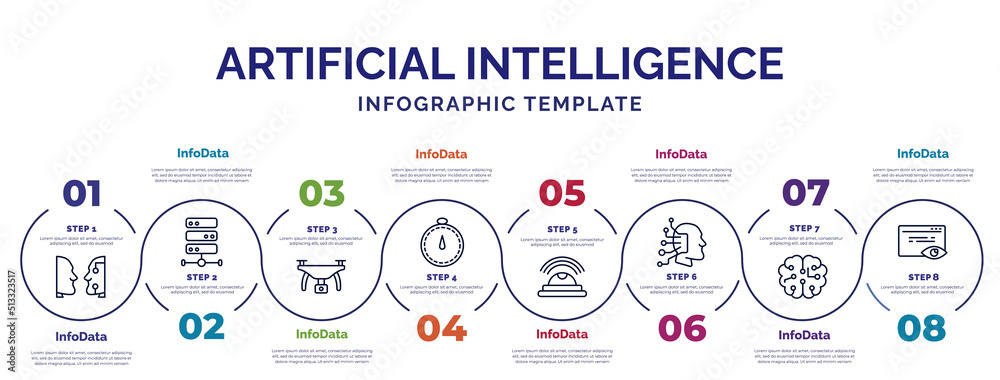 ARTIFICIAL INTELLIGENCE
INFOGRAPHIC TEMPLATE
01
STEP 1
Lorem ipsum dolor sit amet, consectetur
adipiscing elit, sed do eiusmod
InfoData
Lorem ipsum dolor sit amet, consectetur adipiscing
elit, sed do eiusmod tempor incididunt ut labore et
dolore magna aliqua. Ut enim ad minim veniam
InfoData
Lorem ipsum dolor sit amet, consectetur adipiscing
elit, sed do eiusmod tempor incididunt ut labore et
dolore magna aliqua. Ut enim ad minim veniam
STEP 2
Lorem ipsum dolor sit amet, consectetur
adipiscing elit, sed do eiusmod
02
03
STEP 3
Lorem ipsum dolor sit amet, consectetur
adipiscing elit, sed do eiusmod
InfoData
Lorem ipsum dolor sit amet, consectetur adipiscing
elit, sed do eiusmod tempor incididunt ut labore et
dolore magna aliqua. Ut enim ad minim veniam
InfoData
Lorem ipsum dolor sit amet, consectetur adipiscing
elit, sed do eiusmod tempor incididunt ut labore et
dolore magna aliqua. Ut enim ad minim veniam
STEP 4
Lorem ipsum dolor sit amet, consectetur
adipiscing elit, sed do eiusmod
04
05
STEP 5
Lorem ipsum dolor sit amet, consectetur
adipiscing elit, sed do eiusmod
InfoData
Lorem ipsum dolor sit amet, consectetur adipiscing
elit, sed do eiusmod tempor incididunt ut labore et
dolore magna aliqua. Ut enim ad minim veniam
InfoData
Lorem ipsum dolor sit amet, consectetur adipiscing
elit, sed do eiusmod tempor incididunt ut labore et
dolore magna aliqua. Ut enim ad minim veniam
STEP 6
Lorem ipsum dolor sit amet, consectetur
adipiscing elit, sed do eiusmod
06
07
STEP 7
Lorem ipsum dolor sit amet, consectetur
adipiscing elit, sed do eiusmod
InfoData
Lorem ipsum dolor sit amet, consectetur adipiscing
elit, sed do eiusmod tempor incididunt ut labore et
dolore magna aliqua. Ut enim ad minim veniam
InfoData
Lorem ipsum dolor sit amet, consectetur adipiscing
elit, sed do eiusmod tempor incididunt ut labore et
dolore magna aliqua. Ut enim ad minim veniam
STEP 8
Lorem ipsum dolor sit amet, consectetur
adipiscing elit, sed do eiusmod
08
Adobe Stock | #513323517